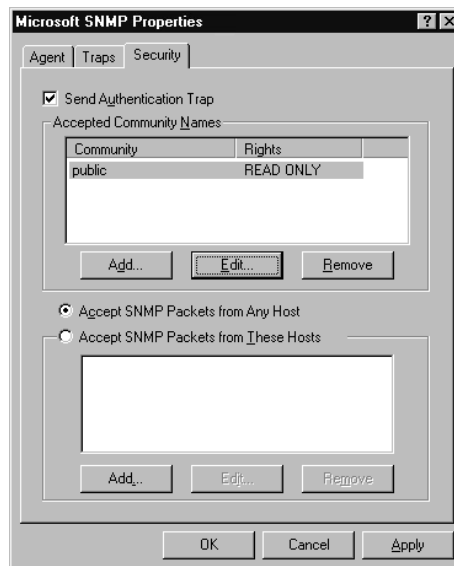 Microsoft SNMP Properties
Agent Traps Security
Send Authentication Trap
Accepted Community Names
Community Rights
public READ ONLY
Add... Edit... Remove
Accept SNMP Packets from Any Host
Accept SNMP Packets from These Hosts
Add... Edit... Remove
OK Cancel Apply